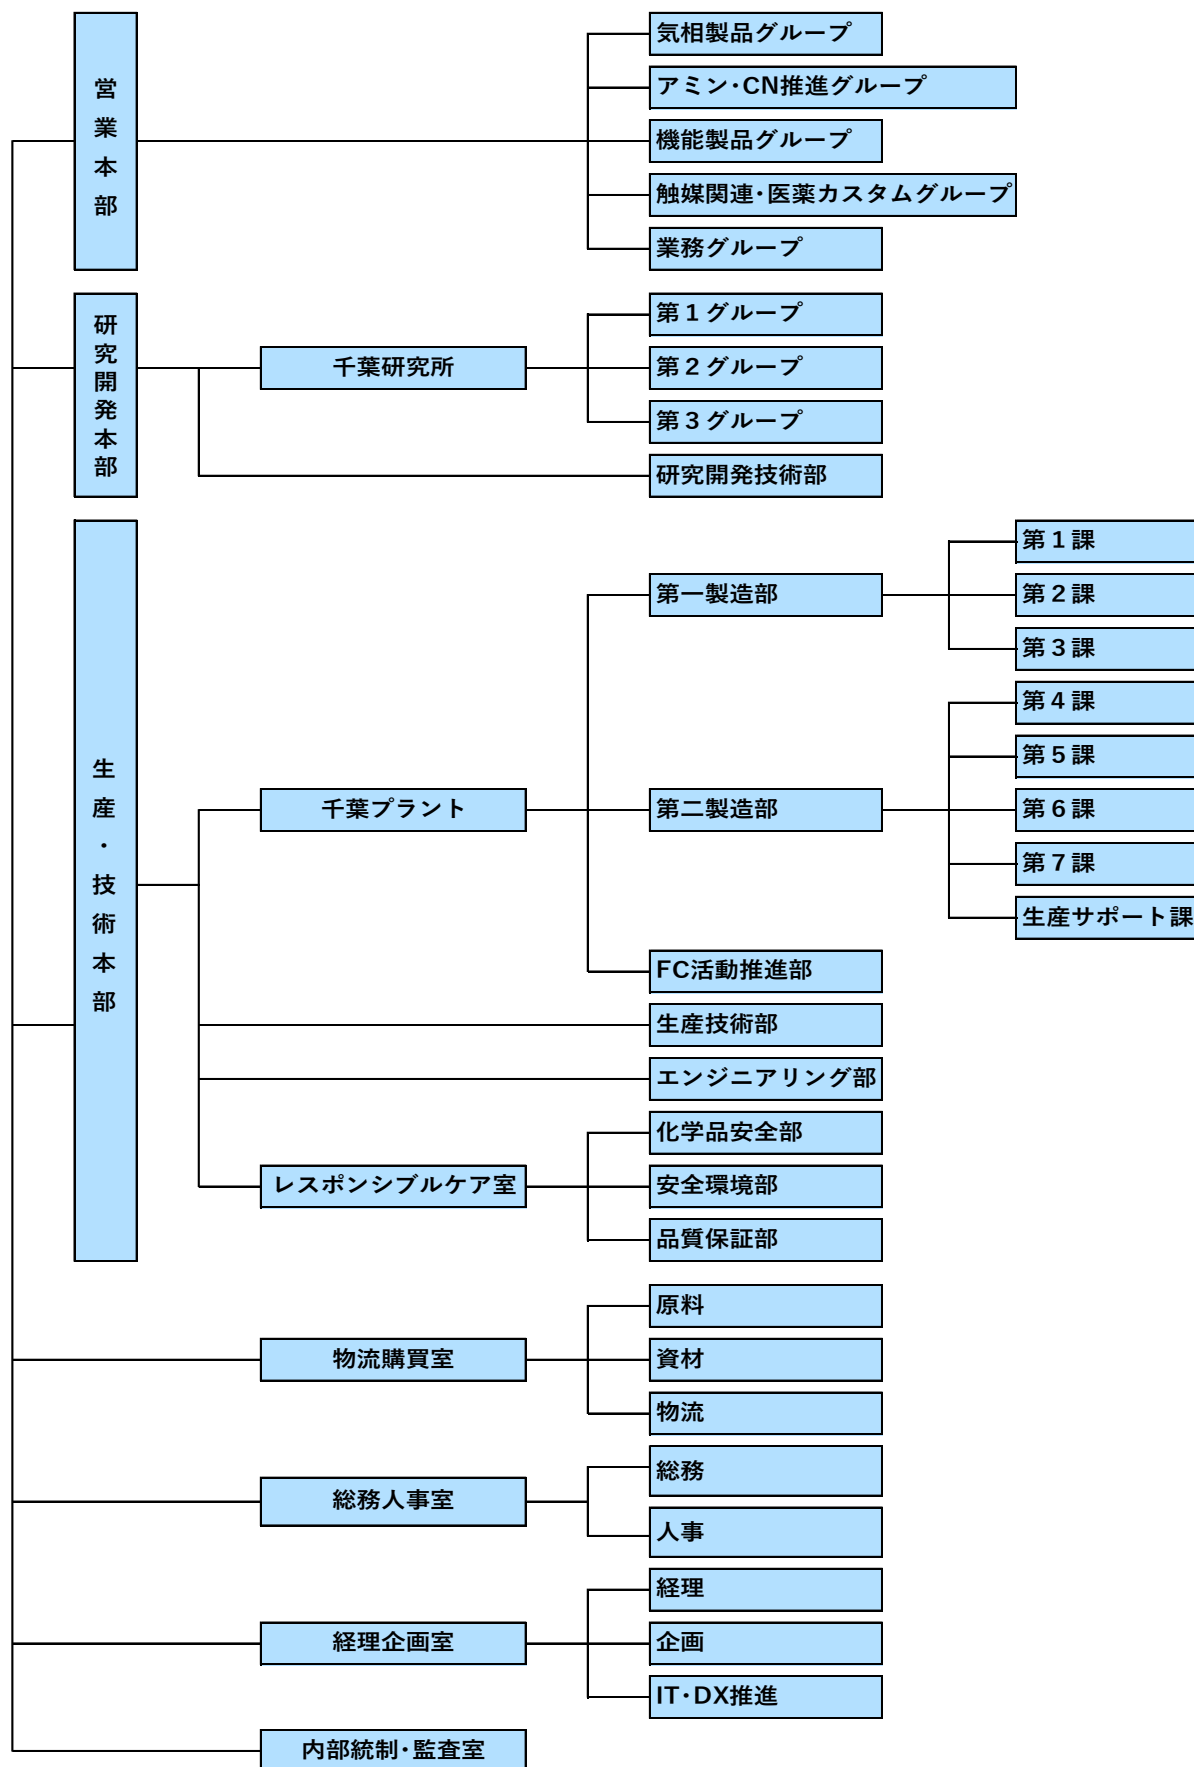 営業本部
気相製品グループ
アミン・CN推進グループ
機能製品グループ
触媒関連・医薬カスタムグループ
業務グループ
研究開発本部
千葉研究所
第１グループ
第２グループ
第３グループ
研究開発技術部
生産・技術本部
千葉プラント
第一製造部
第１課
第２課
第３課
第二製造部
第４課
第５課
第６課
第７課
生産サポート課
FC活動推進部
生産技術部
エンジニアリング部
レスポンシブルケア室
化学品安全部
安全環境部
品質保証部
物流購買室
原料
資材
物流
総務人事室
総務
人事
経理企画室
経理
企画
IT・DX推進
内部統制・監査室